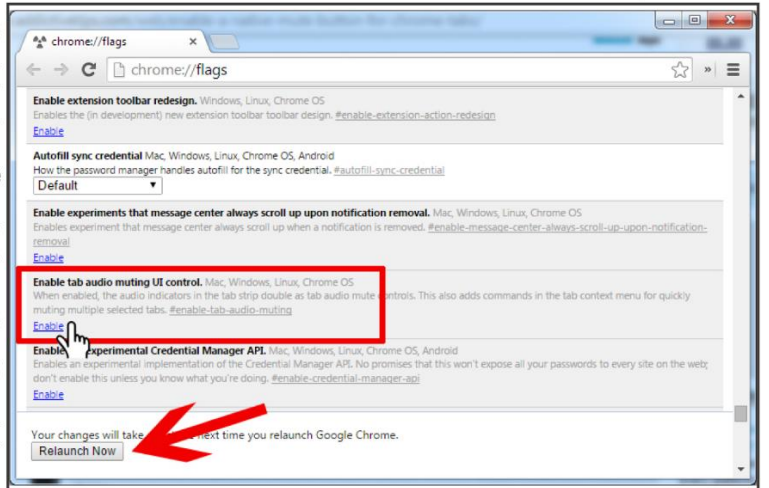 chrome://flags
chrome://flags
Enable extension toolbar redesign. Windows, Linux, Chrome OS
Enables the (in development) new extension toolbar toolbar design. #enable-extension-action-redesign
Enable
Autofill sync credential Mac, Windows, Linux, Chrome OS, Android
How the password manager handles autofill for the sync credential. #autofill-sync-credential
Default
Enable experiments that message center always scroll up upon notification removal. Mac, Windows, Linux, Chrome OS
Enables experiment that message center always scroll up when a notification is removed. #enable-message-center-always-scroll-up-upon-notification-
removal
Enable
Enable tab audio muting UI control. Mac, Windows, Linux, Chrome OS
When enabled, the audio indicators in the tab strip double as tab audio mute controls. This also adds commands in the tab context menu for quickly
muting multiple selected tabs. #enable-tab-audio-muting
Enable
Enable experimental Credential Manager API. Mac, Windows, Linux, Chrome OS, Android
Enables an experimental implementation of the Credential Manager API. No promises that this won't expose all your passwords to every site on the web;
don't enable this unless you know what you're doing. #enable-credential-manager-api
Enable
Your changes will take next time you relaunch Google Chrome.
Relaunch Now